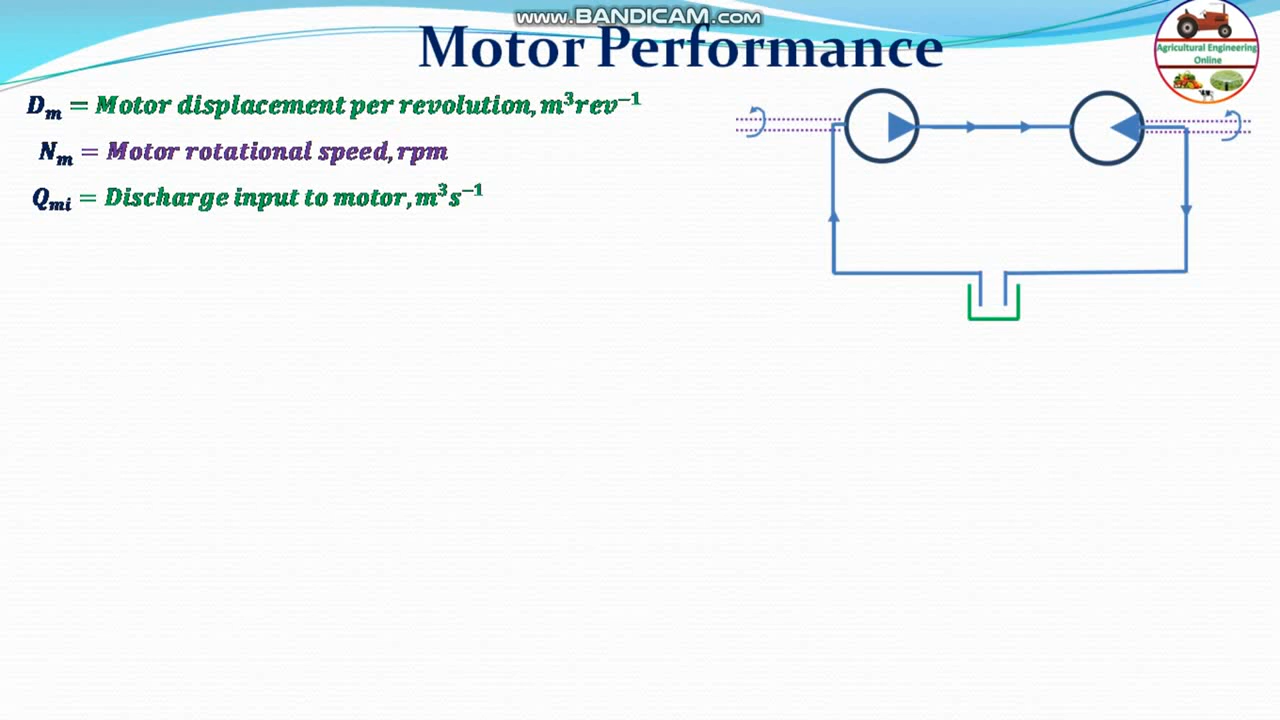 www.BANDICAM.com
Motor Performance
Agricultural Engineering
Online
Dₘ = Motor displacement per revolution, m³rev⁻¹
Nₘ = Motor rotational speed, rpm
Qₘᵢ = Discharge input to motor, m³s⁻¹